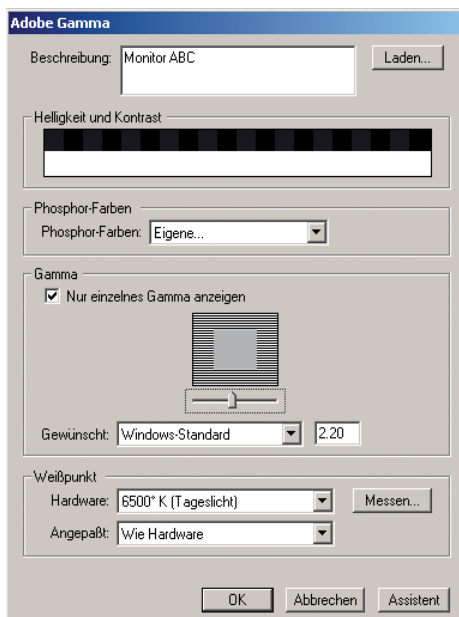 Adobe Gamma
Beschreibung: Monitor ABC Laden...
Helligkeit und Kontrast
Phosphor-Farben
Phosphor-Farben: Eigene...
Gamma
Nur einzelnes Gamma anzeigen
Gewünscht: Windows-Standard 2.20
Weißpunkt
Hardware: 6500° K (Tageslicht) Messen...
Angepaßt: Wie Hardware
OK Abbrechen Assistent